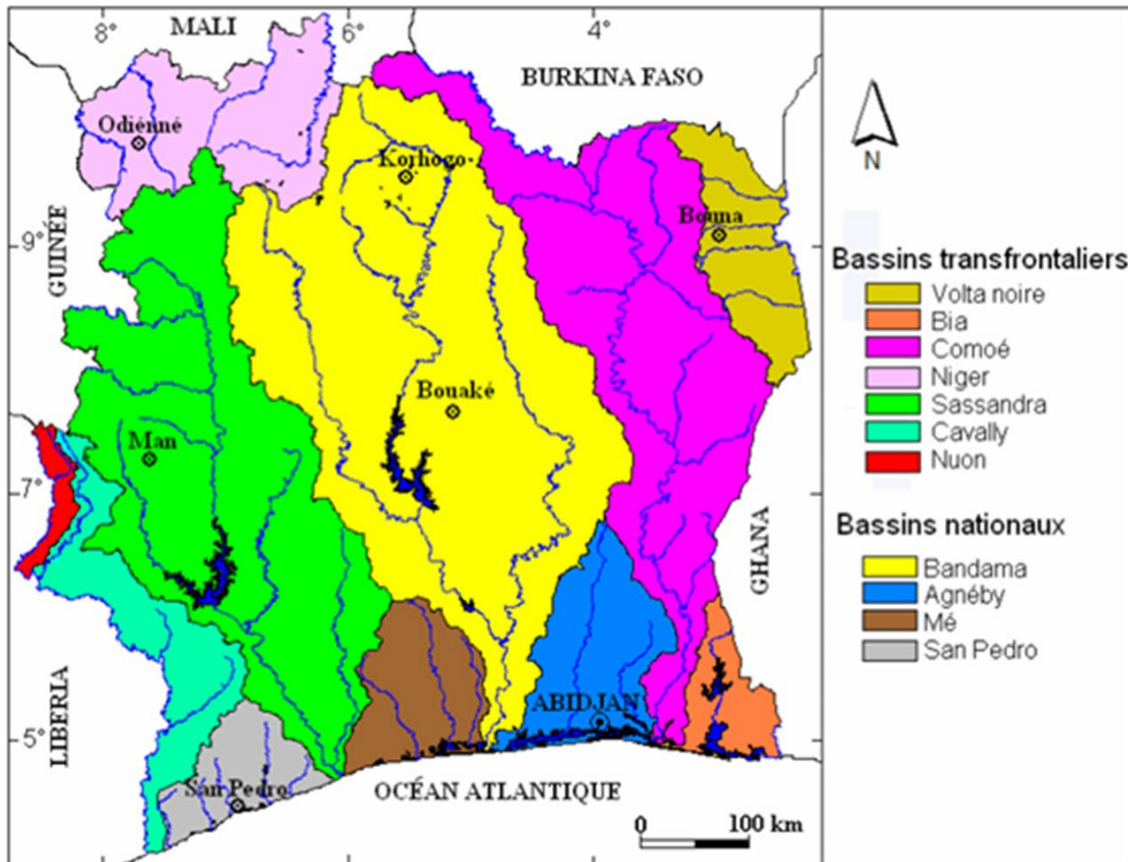 8°
MALI
6°
4°
BURKINA FASO
Odiénné
Korhogo
N
GUINÉE
9°
Bouna
Bassins transfrontaliers
Volta noire
Bia
Comoé
Niger
Sassandra
Cavally
Nuon
Bouaké
Man
7°
GHANA
Bassins nationaux
Bandama
Agnéby
Mé
San Pedro
LIBERIA
ABIDJAN
5°
San Pedro
OCÉAN ATLANTIQUE
0 100 km